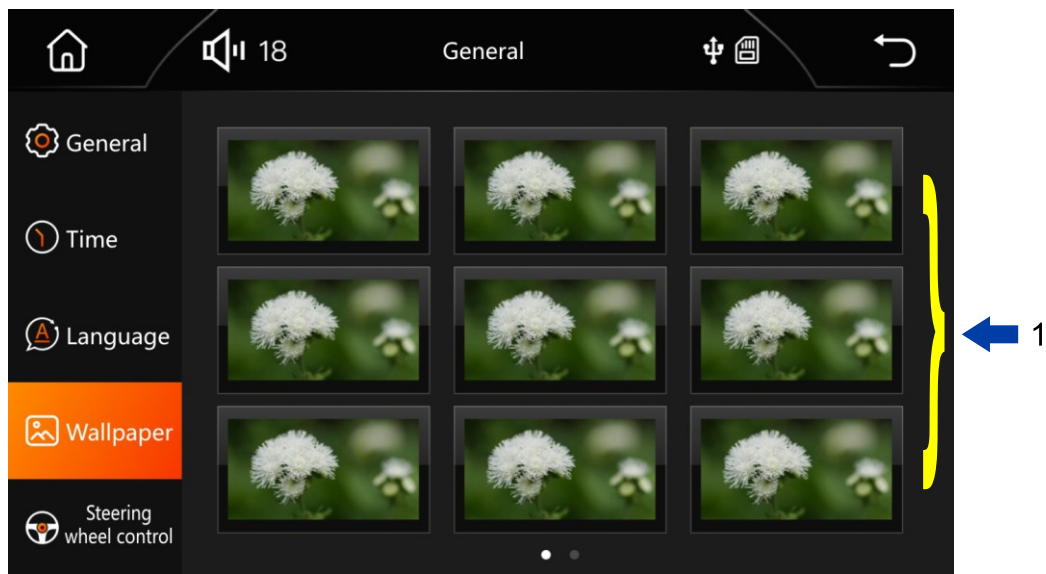 18
General
General
Time
Language
Wallpaper
Steering
wheel control
1